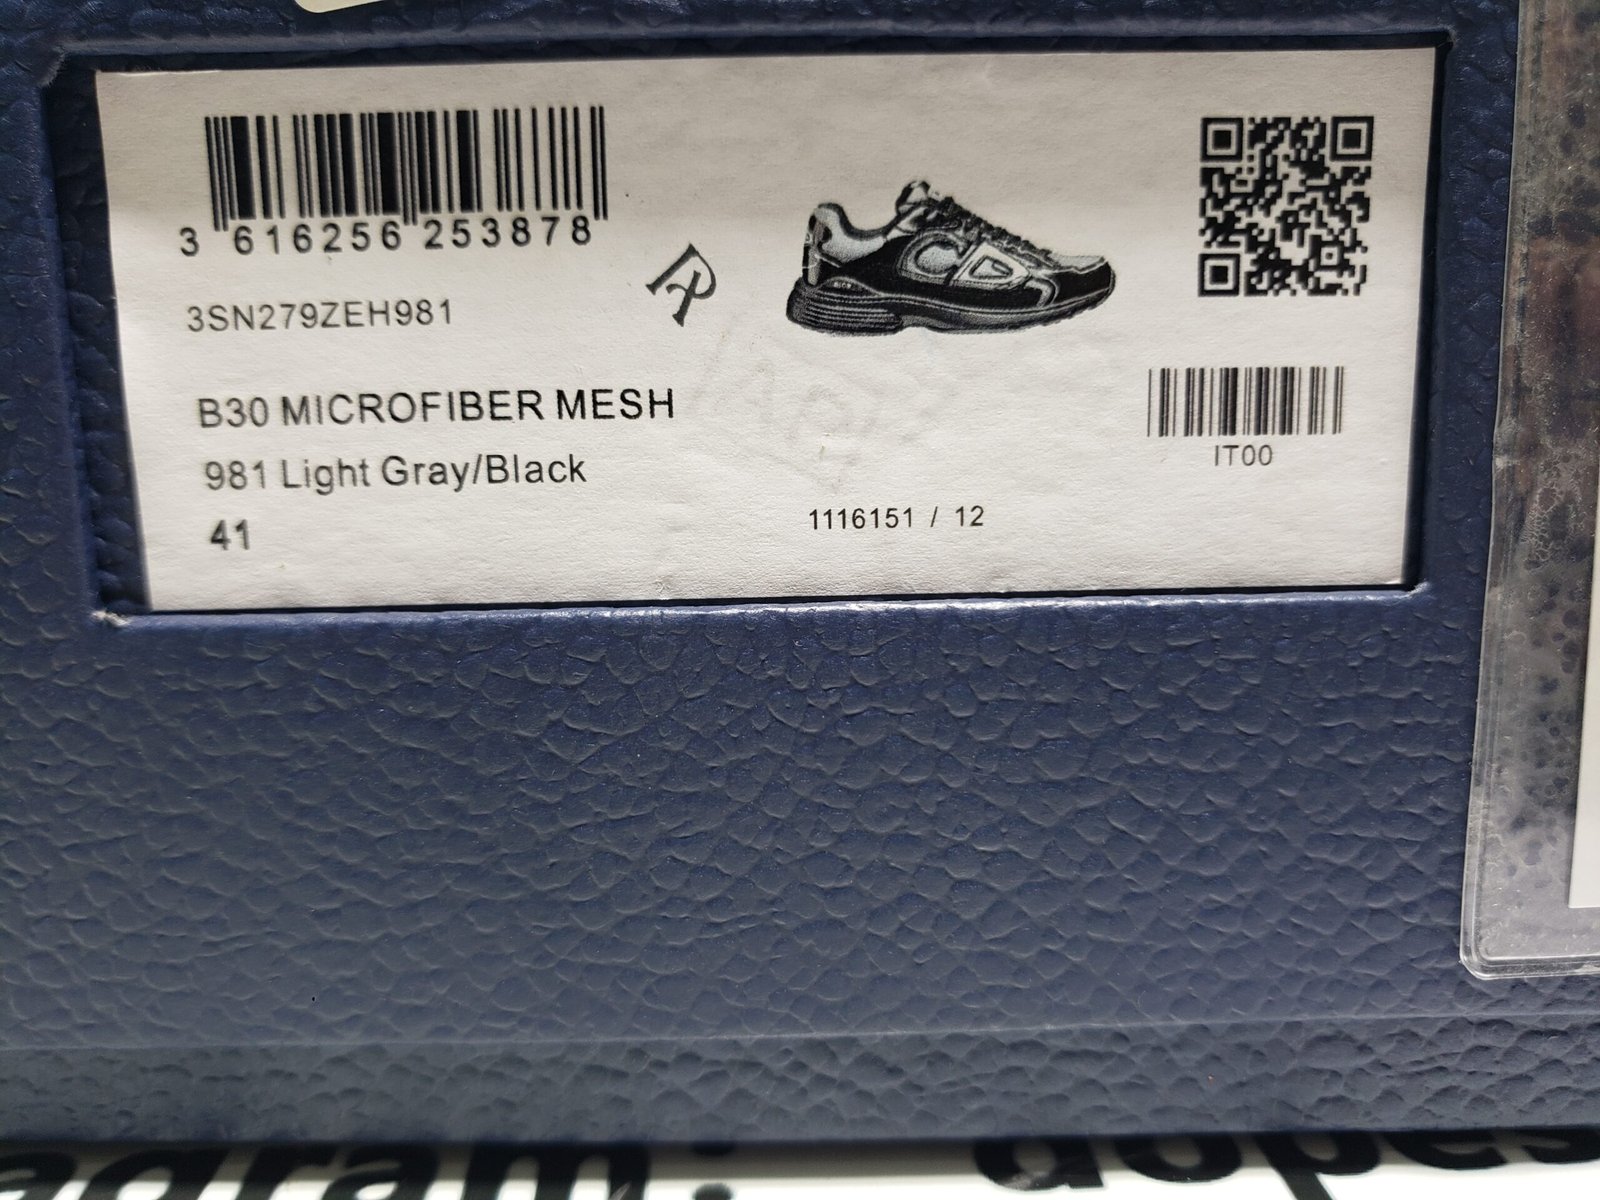 3 616256 253878
3SN279ZEH981
B30 MICROFIBER MESH
981 Light Gray/Black
41
1116151 / 12
IT00